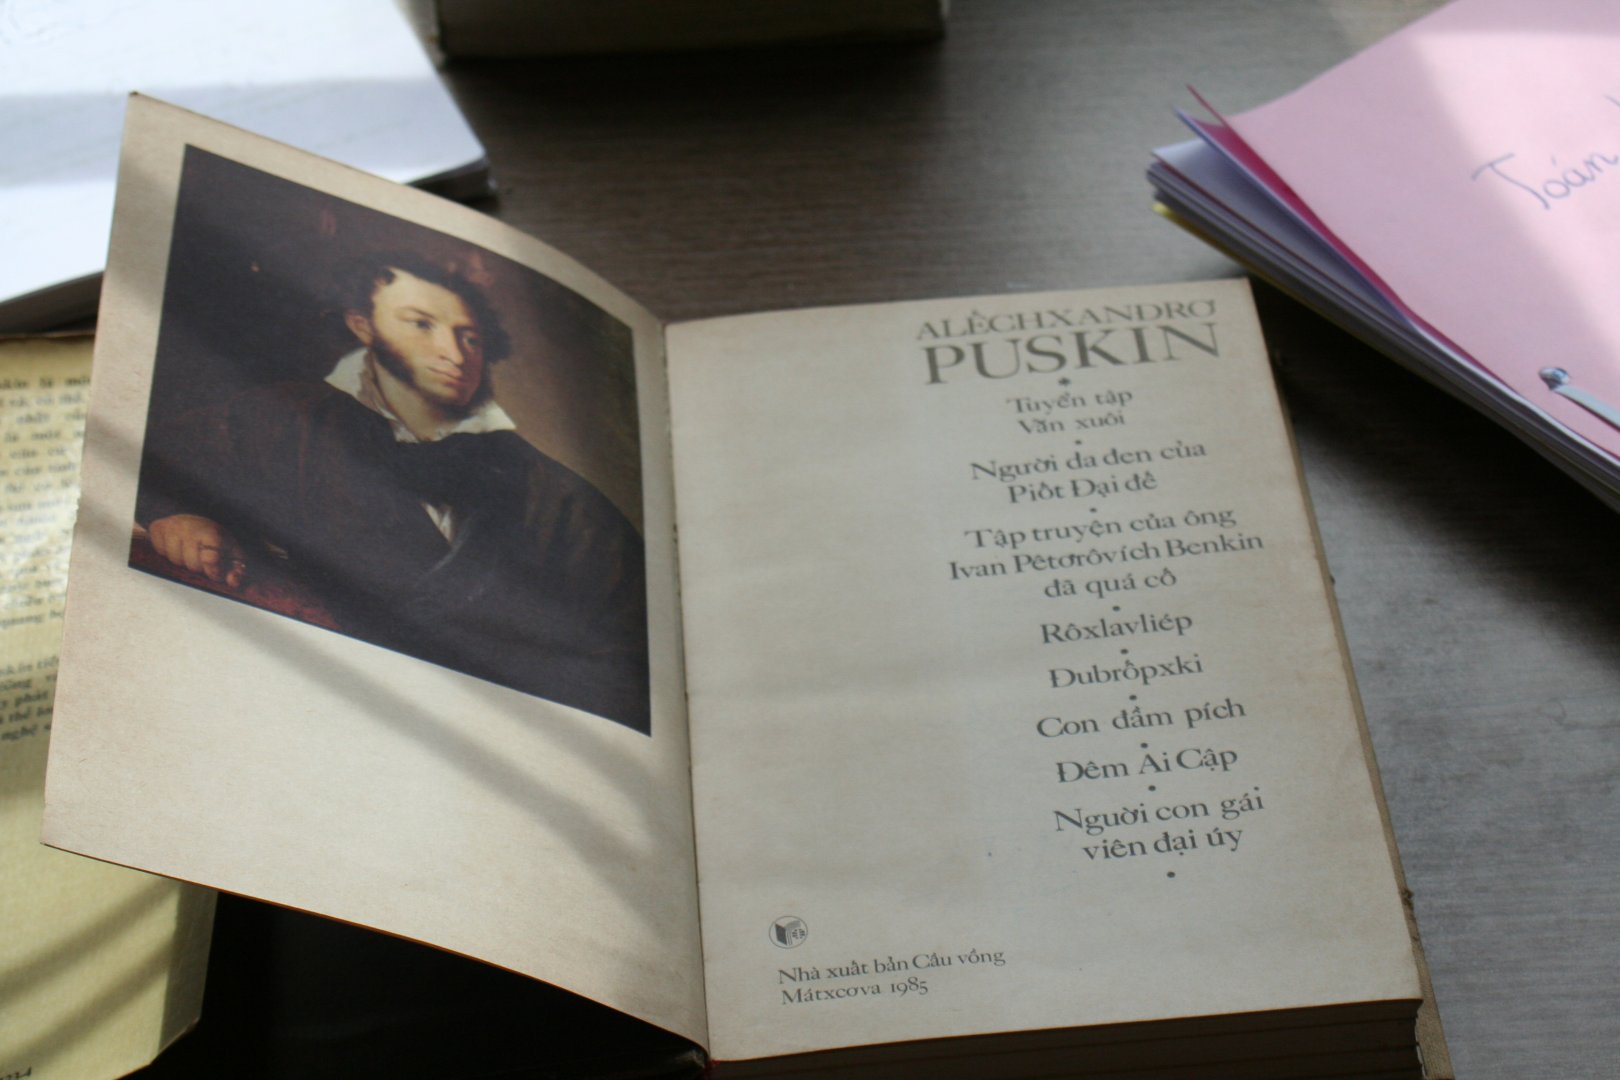 ALẾCHXANDRƠ
PUSKIN
Tuyển tập
Văn xuôi
Người da đen của
Piốt Đại đế
Tập truyện của ông
Ivan Pêtơrôvích Benkin
đã quá cố
Rôxlavliép
Đubrốpxki
Con đầm pích
Đêm Ai Cập
Người con gái
viên đại úy
Nhà xuất bản Cầu vồng
Mátxcơva 1985
Toán